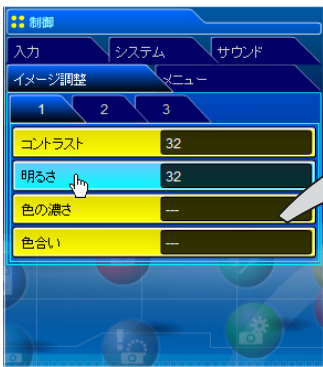 制御
入力 システム サウンド
イメージ調整 メニュー
1 2 3
コントラスト 32
明るさ 32
色の濃さ ---
色合い ---